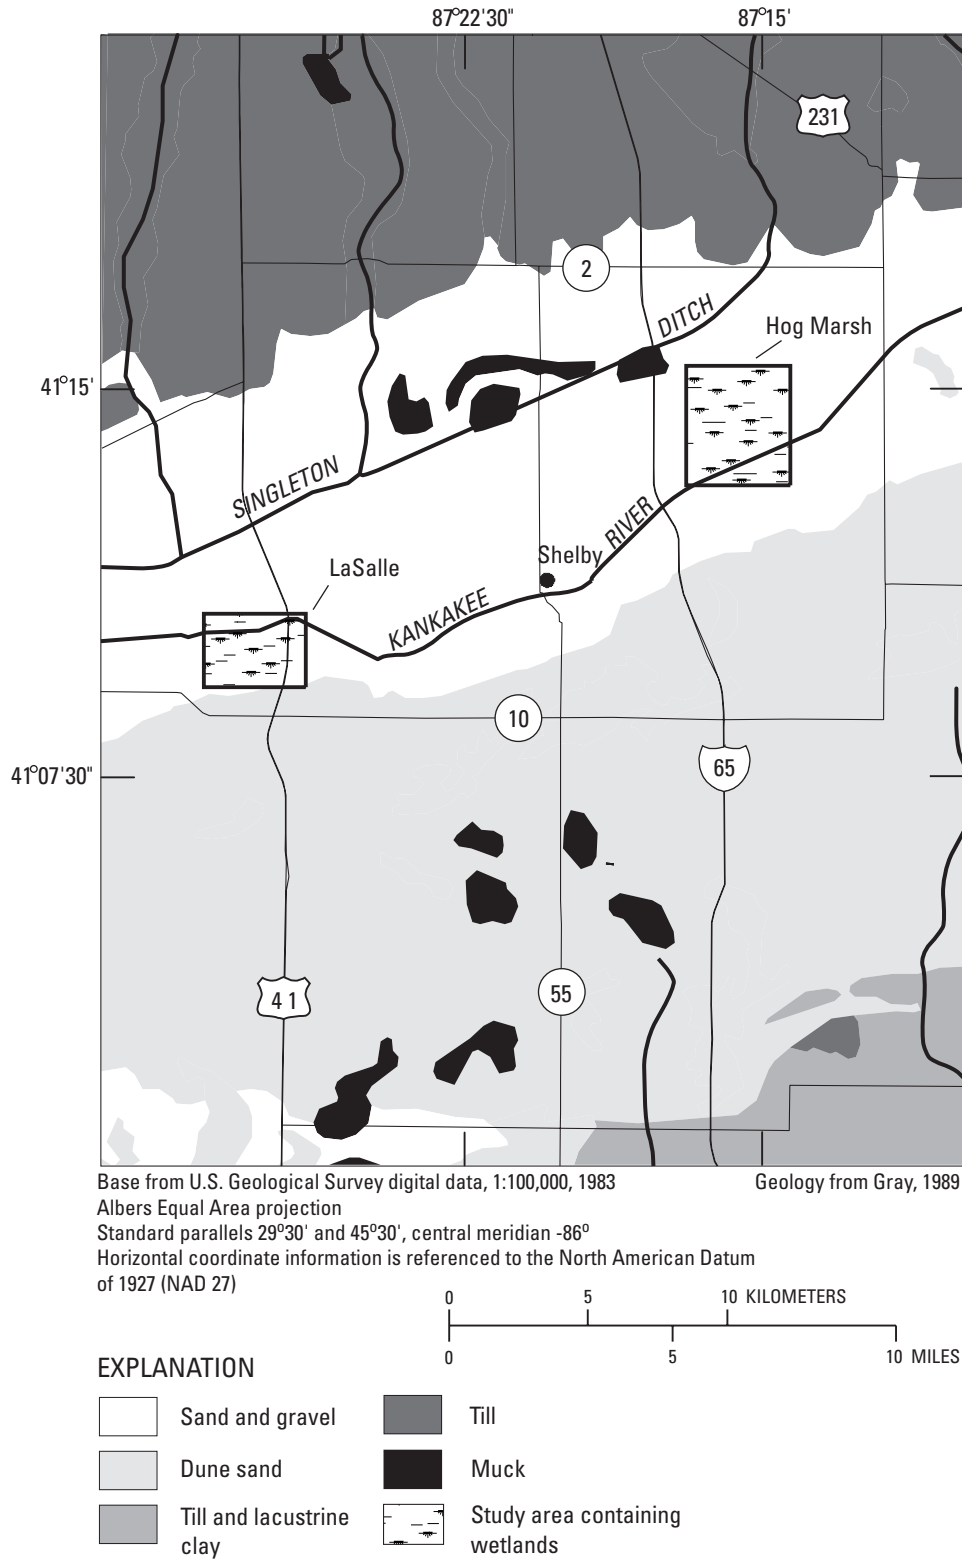 87°22'30"
87°15'
231
2
DITCH
Hog Marsh
41°15'
SINGLETON
RIVER
Shelby
LaSalle
KANKAKEE
10
65
41°07'30"
41
55
Base from U.S. Geological Survey digital data, 1:100,000, 1983
Geology from Gray, 1989
Albers Equal Area projection
Standard parallels 29°30' and 45°30', central meridian -86°
Horizontal coordinate information is referenced to the North American Datum
of 1927 (NAD 27)
0 5 10 KILOMETERS
0 5 10 MILES
EXPLANATION
Sand and gravel
Till
Dune sand
Muck
Till and lacustrine
clay
Study area containing
wetlands